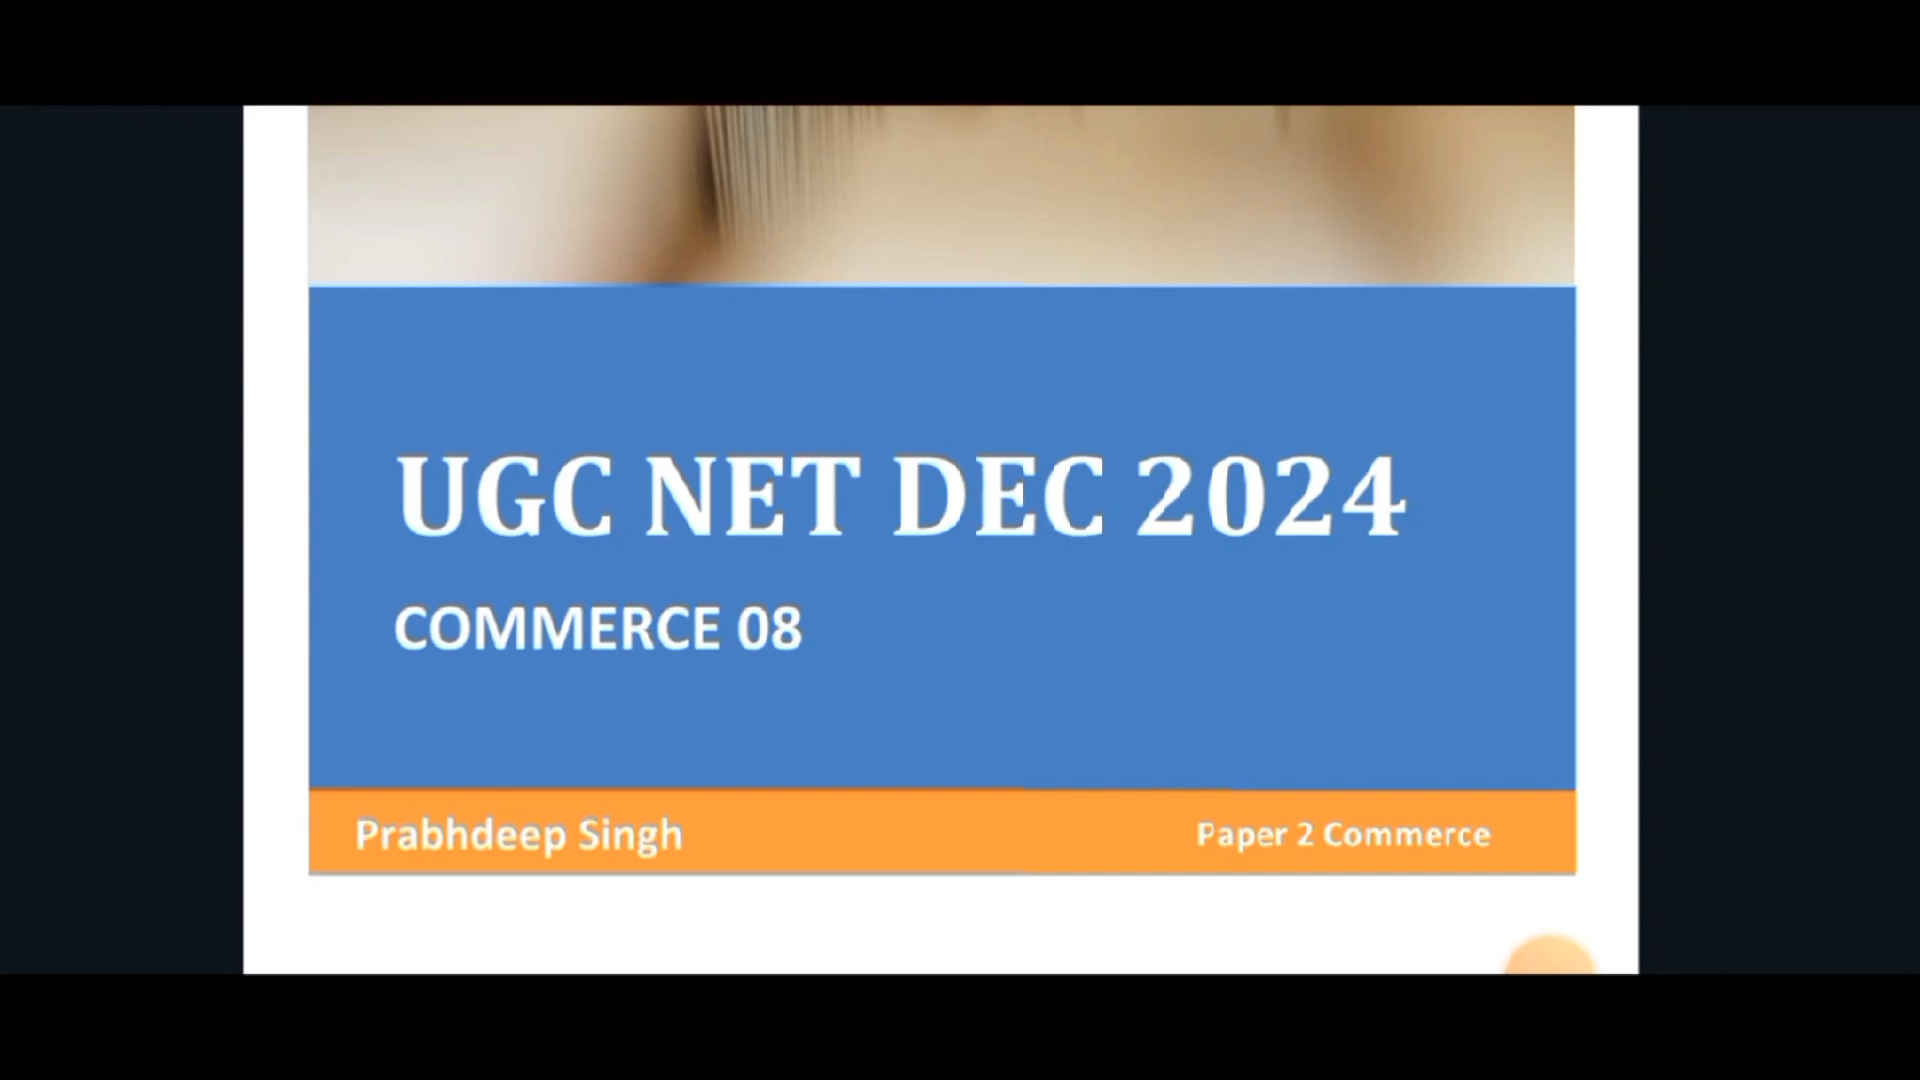 UGC NET DEC 2024
COMMERCE 08
Prabhdeep Singh
Paper 2 Commerce